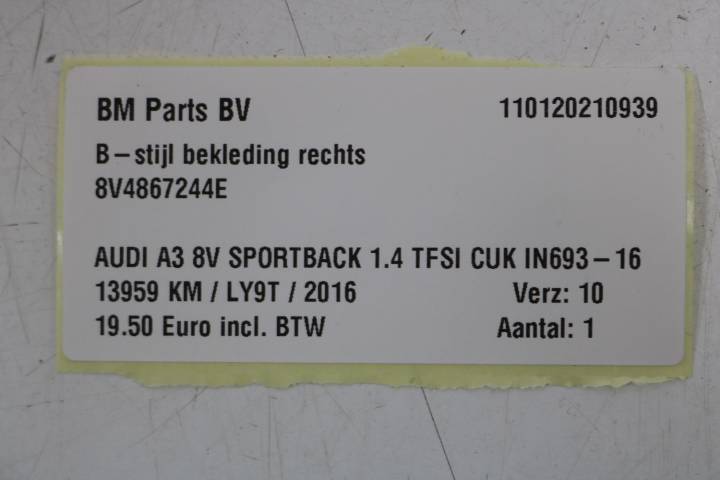 BM Parts BV 110120210939
B-stijl bekleding rechts
8V4867244E
AUDI A3 8V SPORTBACK 1.4 TFSI CUK IN693-16
13959 KM / LY9T / 2016 Verz: 10
19.50 Euro incl. BTW Aantal: 1